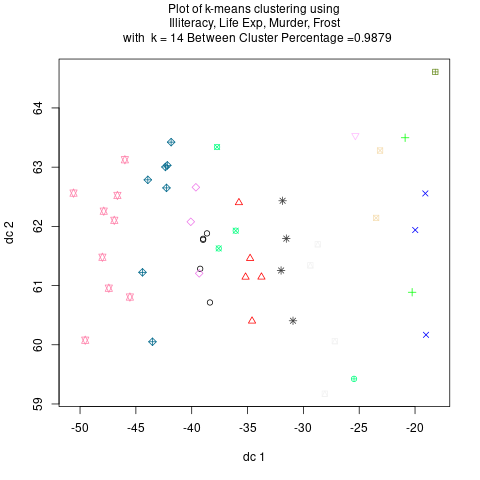 Plot of k-means clustering using
Illiteracy, Life Exp, Murder, Frost
with  k = 14 Between Cluster Percentage =0.9879
dc 2
64
63
62
61
60
59
-50
-45
-40
-35
-30
-25
-20
dc 1